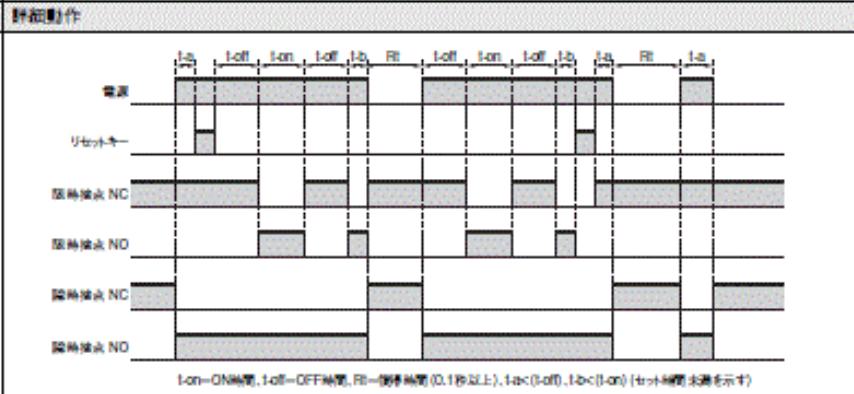 詳細動作
t-a t-off t-on t-off t-b Rt t-off t-on t-off t-b t-a Rt t-a
電源
リセットキー
限時接点 NC
限時接点 NO
瞬時接点 NC
瞬時接点 NO
t-on=ON時間, t-off=OFF時間, Rt=復帰時間(0.1秒以上), t-a<(t-off), t-b<(t-on) (セット時間未満を示す)